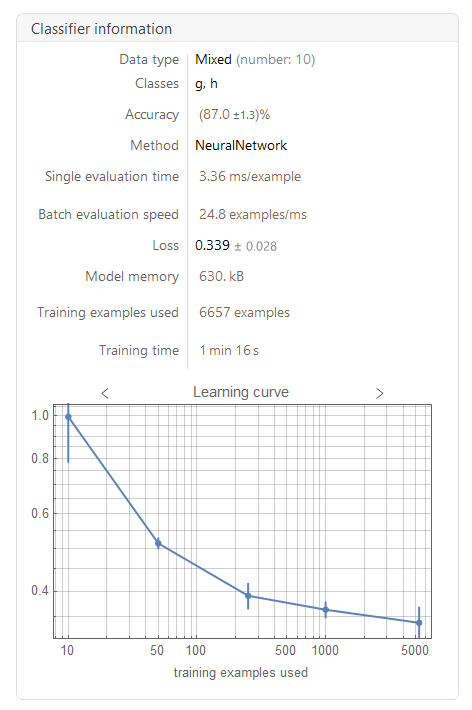 Classifier information
Data type Mixed (number: 10)
Classes g, h
Accuracy (87.0 ±1.3)%
Method NeuralNetwork
Single evaluation time 3.36 ms/example
Batch evaluation speed 24.8 examples/ms
Loss 0.339 ± 0.028
Model memory 630. kB
Training examples used 6657 examples
Training time 1 min 16 s
< Learning curve >
1.0
0.8
0.6
0.4
10 50 100 500 1000 5000
training examples used